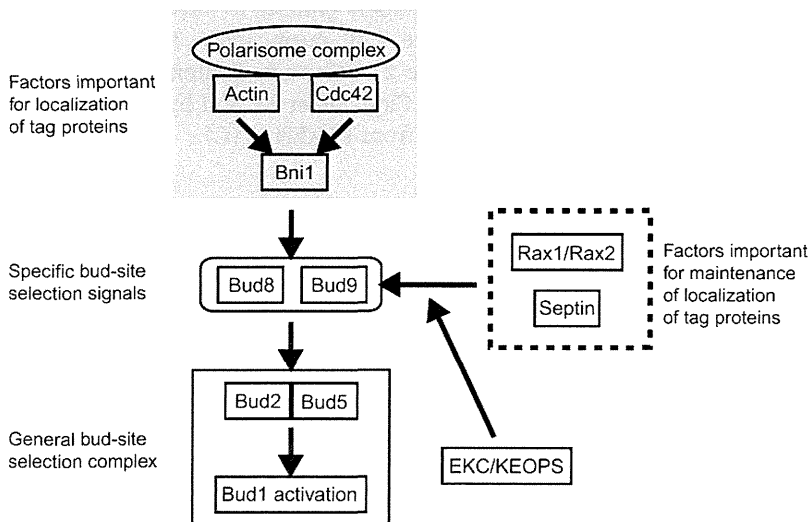 Polarisome complex
Factors important
for localization
of tag proteins
Actin
Cdc42
Bni1
Specific bud-site
selection signals
Bud8
Bud9
Rax1/Rax2
Septin
Factors important
for maintenance
of localization
of tag proteins
General bud-site
selection complex
Bud2
Bud5
Bud1 activation
EKC/KEOPS